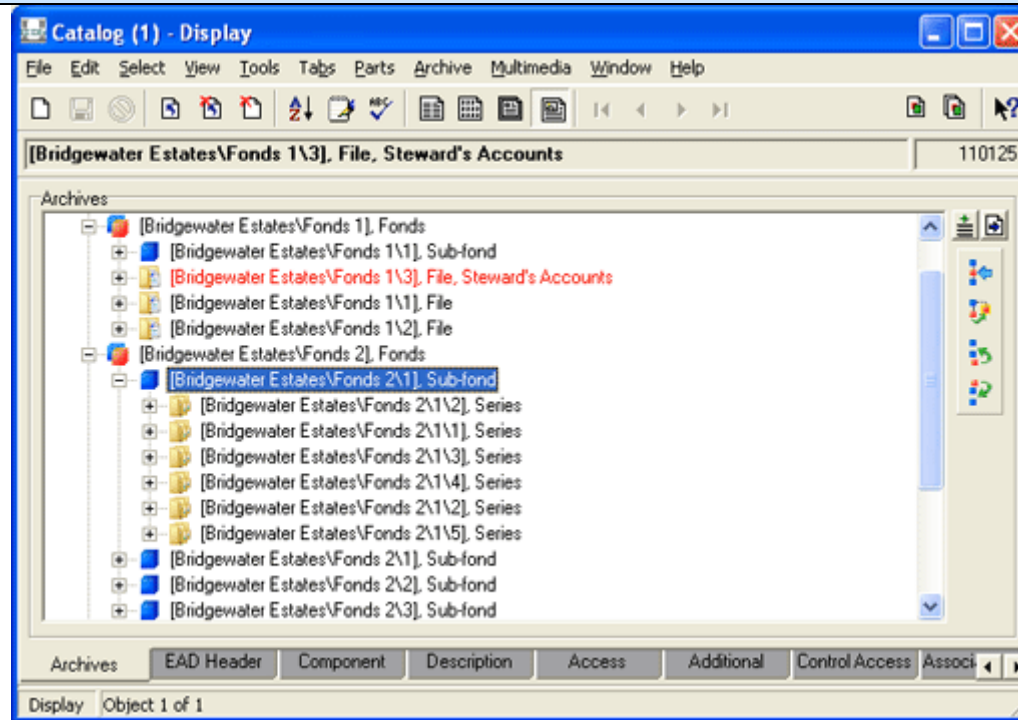 Catalog (1) - Display
File Edit Select View Tools Tabs Parts Archive Multimedia Window Help
[Bridgewater Estates\Fonds 1\3], File, Steward's Accounts 110125
Archives
[Bridgewater Estates\Fonds 1], Fonds
[Bridgewater Estates\Fonds 1\1], Sub-fond
[Bridgewater Estates\Fonds 1\3], File, Steward's Accounts
[Bridgewater Estates\Fonds 1\1], File
[Bridgewater Estates\Fonds 1\2], File
[Bridgewater Estates\Fonds 2], Fonds
[Bridgewater Estates\Fonds 2\1], Sub-fond
[Bridgewater Estates\Fonds 2\1\2], Series
[Bridgewater Estates\Fonds 2\1\1], Series
[Bridgewater Estates\Fonds 2\1\3], Series
[Bridgewater Estates\Fonds 2\1\4], Series
[Bridgewater Estates\Fonds 2\1\2], Series
[Bridgewater Estates\Fonds 2\1\5], Series
[Bridgewater Estates\Fonds 2\1], Sub-fond
[Bridgewater Estates\Fonds 2\2], Sub-fond
[Bridgewater Estates\Fonds 2\3], Sub-fond
Archives EAD Header Component Description Access Additional Control Access Associ
Display Object 1 of 1